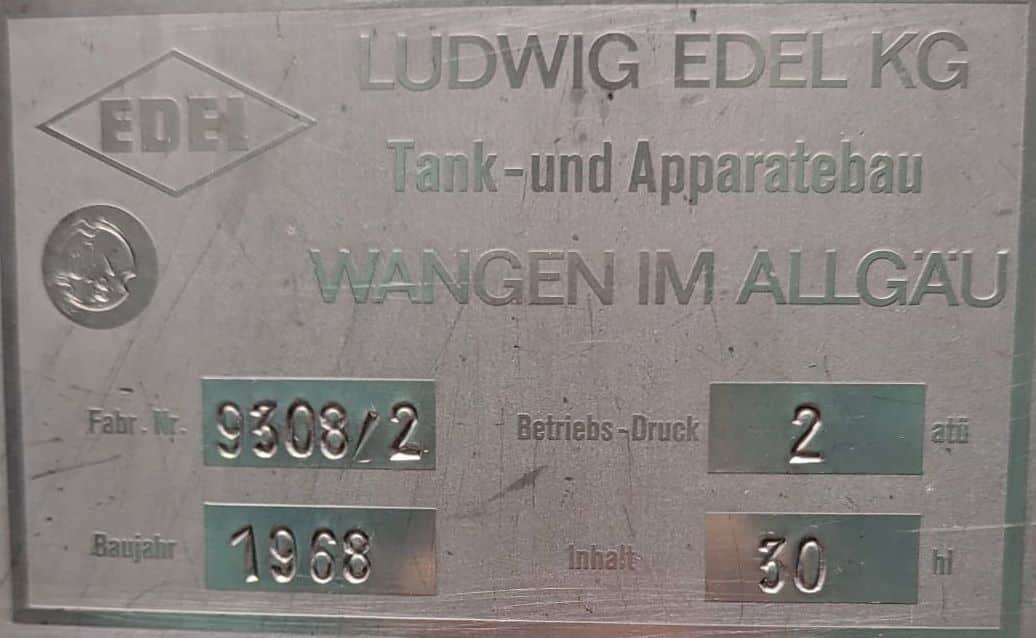 EDEL
LUDWIG EDEL KG
Tank-und Apparatebau
WANGEN IM ALLGÄU
Fabr. Nr. 9308/2
Betriebs-Druck 2 atü
Baujahr 1968
Inhalt 30 hl